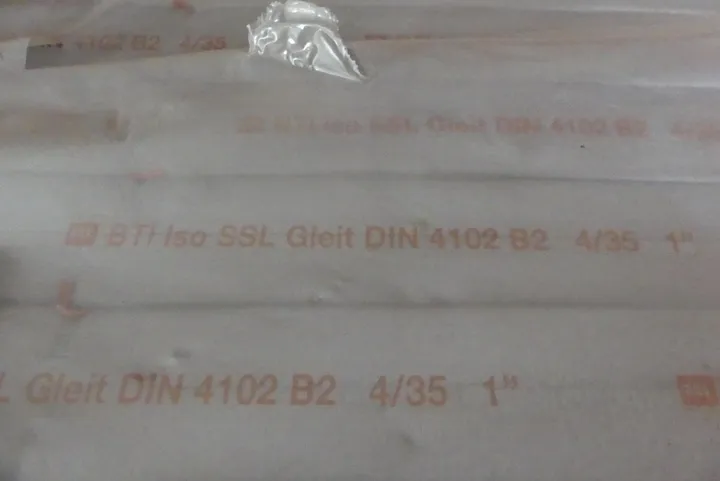 4102 B2 4/35
BTI Iso SSL Gleit DIN 4102 B2
BTI Iso SSL Gleit DIN 4102 B2 4/35 1"
L Gleit DIN 4102 B2 4/35 1"